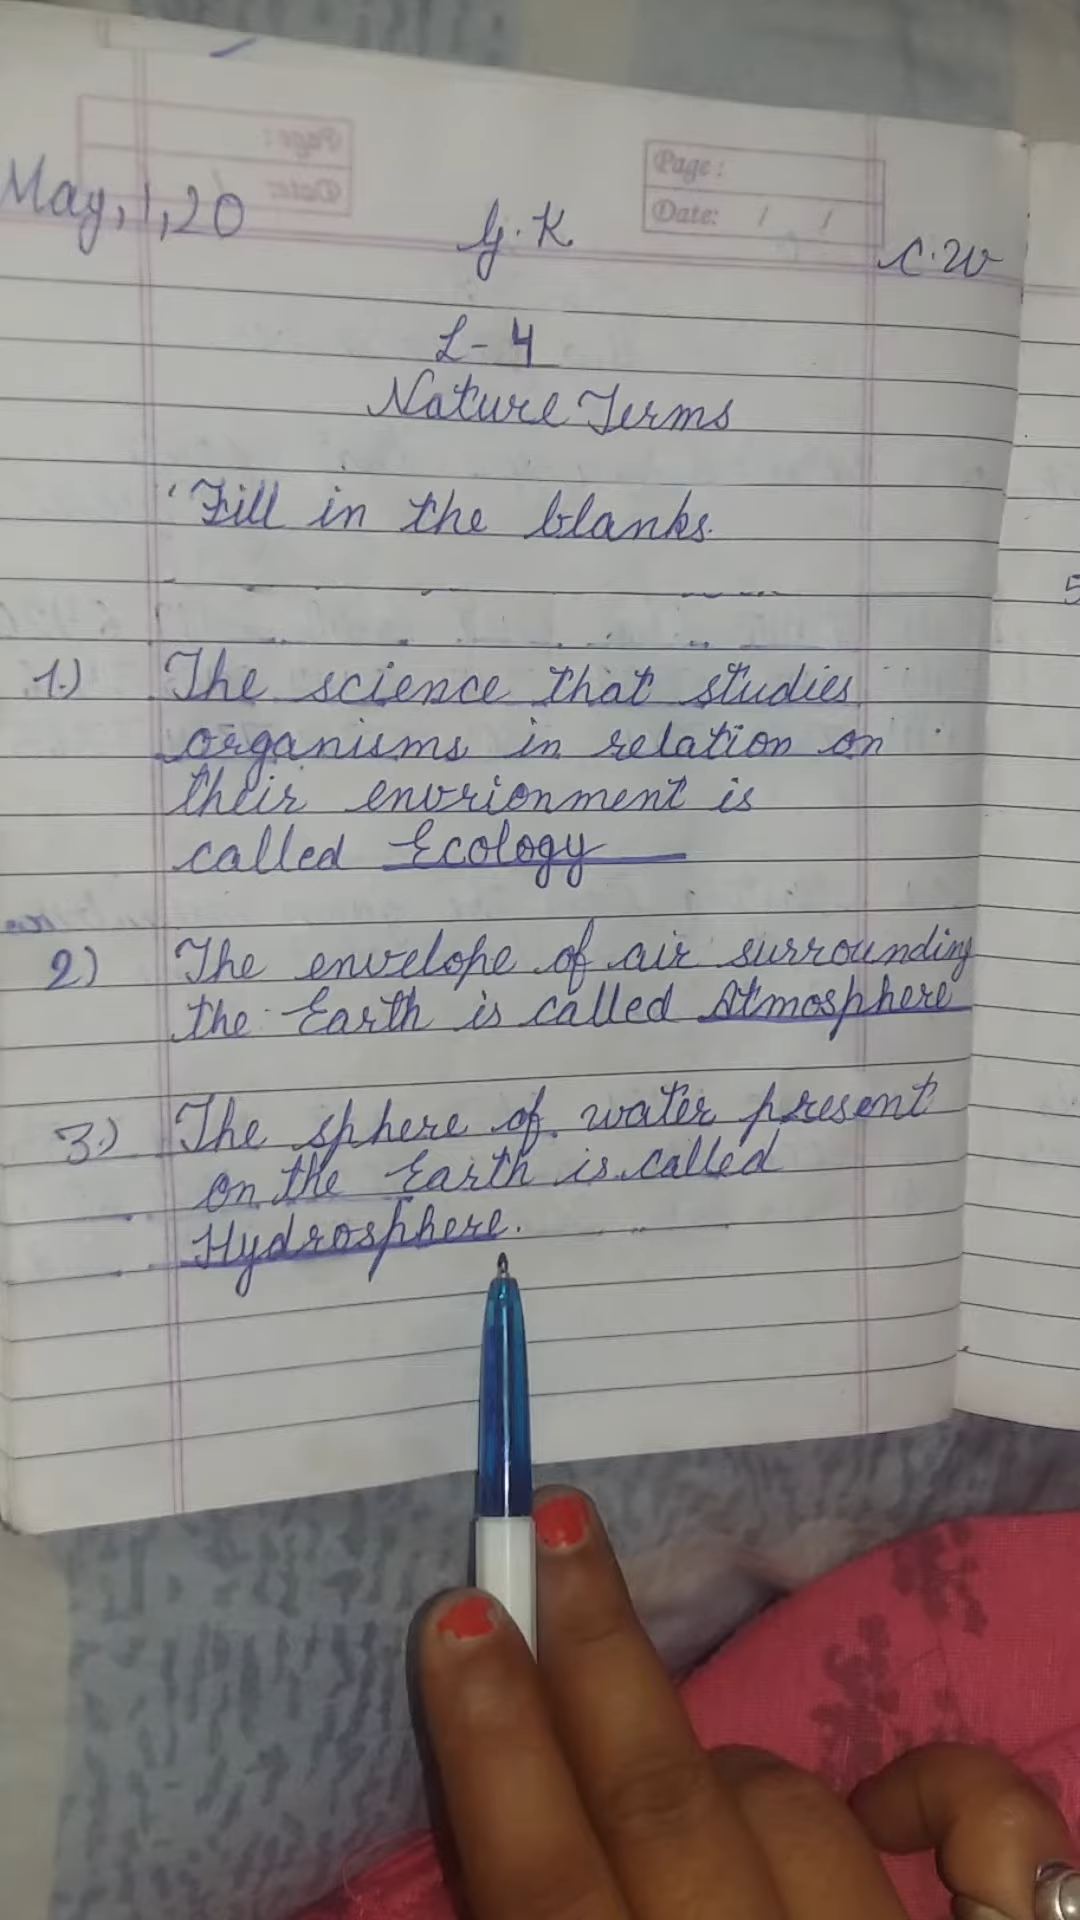 Page:
Date: / /
May, 1, 20
G.K.
C.W
L-4
Nature Terms
Fill in the blanks.
1.) The science that studies
organisms in relation on
their envrionment is
called Ecology
2) The envelope of air surrounding
the Earth is called Atmosphere
3.) The sphere of water present
on the Earth is called
Hydrosphere.